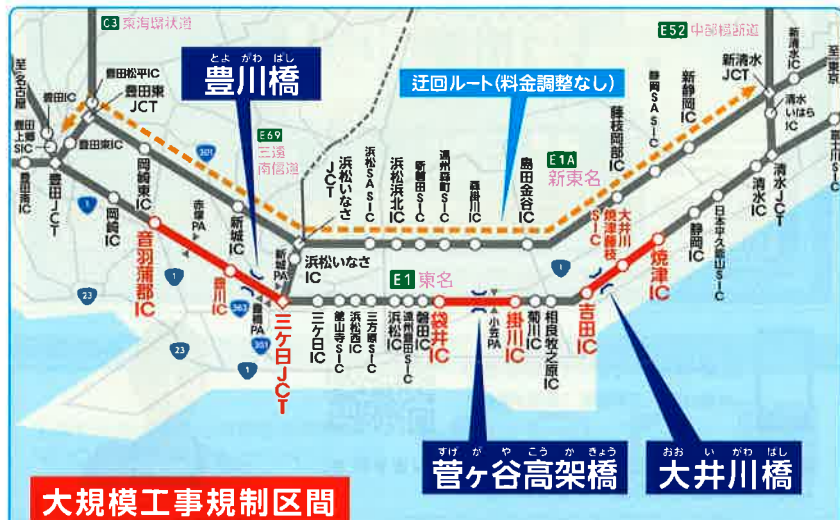 C3 東海環状道
E52 中部横断道
至名古屋
至東京
豊田松平IC
豊田東JCT
豊田IC
豊田上郷SIC
豊田東IC
豊田南IC
豊田JCT
岡崎東IC
岡崎IC
301
とよがわばし
豊川橋
迂回ルート(料金調整なし)
E69
三遠南信道
浜松いなさJCT
浜松SASIC
浜松浜北IC
新磐田SIC
遠州森町SIC
森掛川IC
島田金谷IC
E1A
新東名
藤枝岡部IC
静岡SASIC
新静岡IC
新清水JCT
新清水IC
清水いはらIC
清水JCT
清水IC
日本平久能山SIC
静岡IC
焼津IC
大井川焼津藤枝SIC
吉田IC
音羽蒲郡IC
赤塚PA
新城IC
新城PA
浜松いなさIC
豊川IC
豊橋PA
三ヶ日JCT
E1 東名
三ヶ日IC
舘山寺SIC
浜松西IC
三方原SIC
浜松IC
遠州豊田SIC
磐田IC
袋井IC
小笠PA
掛川IC
菊川IC
相良牧之原IC
1
1
1
1
23
23
363
すげがやこうかきょう
菅ヶ谷高架橋
おおいがわばし
大井川橋
大規模工事規制区間